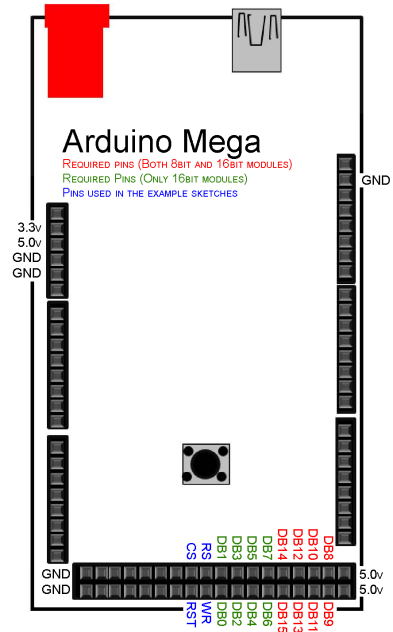 Arduino Mega
Required pins (Both 8bit and 16bit modules)
Required Pins (Only 16bit modules)
Pins used in the example sketches
GND
3.3v
5.0v
GND
GND
CS RS DB1 DB3 DB5 DB7 DB14 DB12 DB10 DB8
GND 5.0v
GND 5.0v
RST WR DB0 DB2 DB4 DB6 DB15 DB13 DB11 DB9